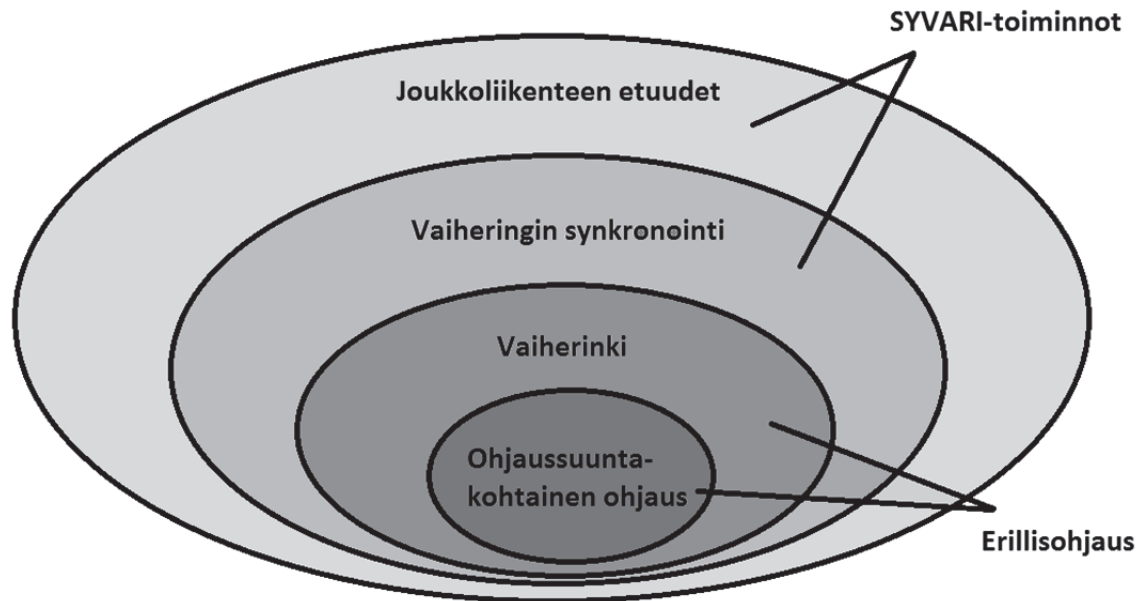 SYVARI-toiminnot
Joukkoliikenteen etuudet
Vaiheringin synkronointi
Vaiherinki
Ohjaussuunta-
kohtainen ohjaus
Erillisohjaus